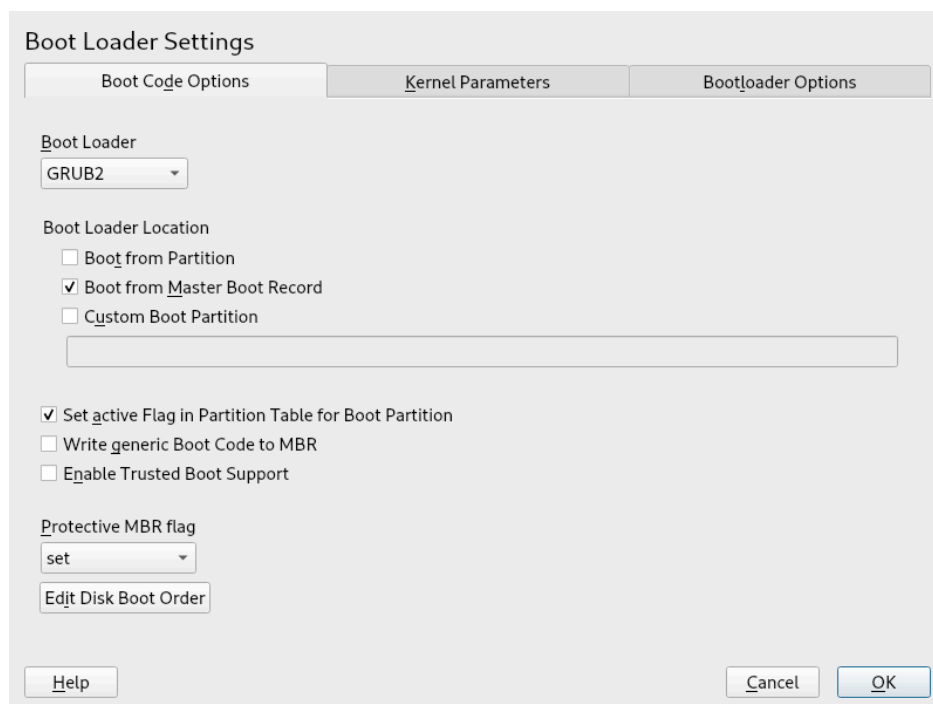 Boot Loader Settings
Boot Code Options Kernel Parameters Bootloader Options
Boot Loader
GRUB2
Boot Loader Location
Boot from Partition
Boot from Master Boot Record
Custom Boot Partition
Set active Flag in Partition Table for Boot Partition
Write generic Boot Code to MBR
Enable Trusted Boot Support
Protective MBR flag
set
Edit Disk Boot Order
Help Cancel OK